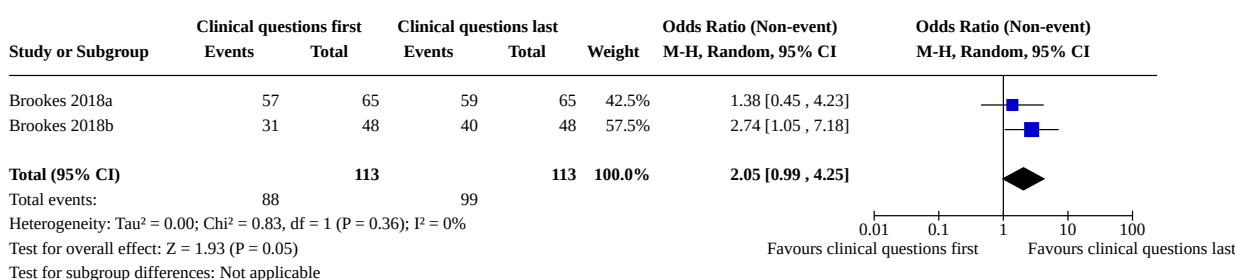 Clinical questions first Clinical questions last Odds Ratio (Non-event) Odds Ratio (Non-event)
Study or Subgroup Events Total Events Total Weight M-H, Random, 95% CI M-H, Random, 95% CI
Brookes 2018a 57 65 59 65 42.5% 1.38 [0.45 , 4.23]
Brookes 2018b 31 48 40 48 57.5% 2.74 [1.05 , 7.18]
Total (95% CI) 113 113 100.0% 2.05 [0.99 , 4.25]
Total events: 88 99
Heterogeneity: Tau² = 0.00; Chi² = 0.83, df = 1 (P = 0.36); I² = 0% 0.01 0.1 1 10 100
Test for overall effect: Z = 1.93 (P = 0.05) Favours clinical questions first Favours clinical questions last
Test for subgroup differences: Not applicable